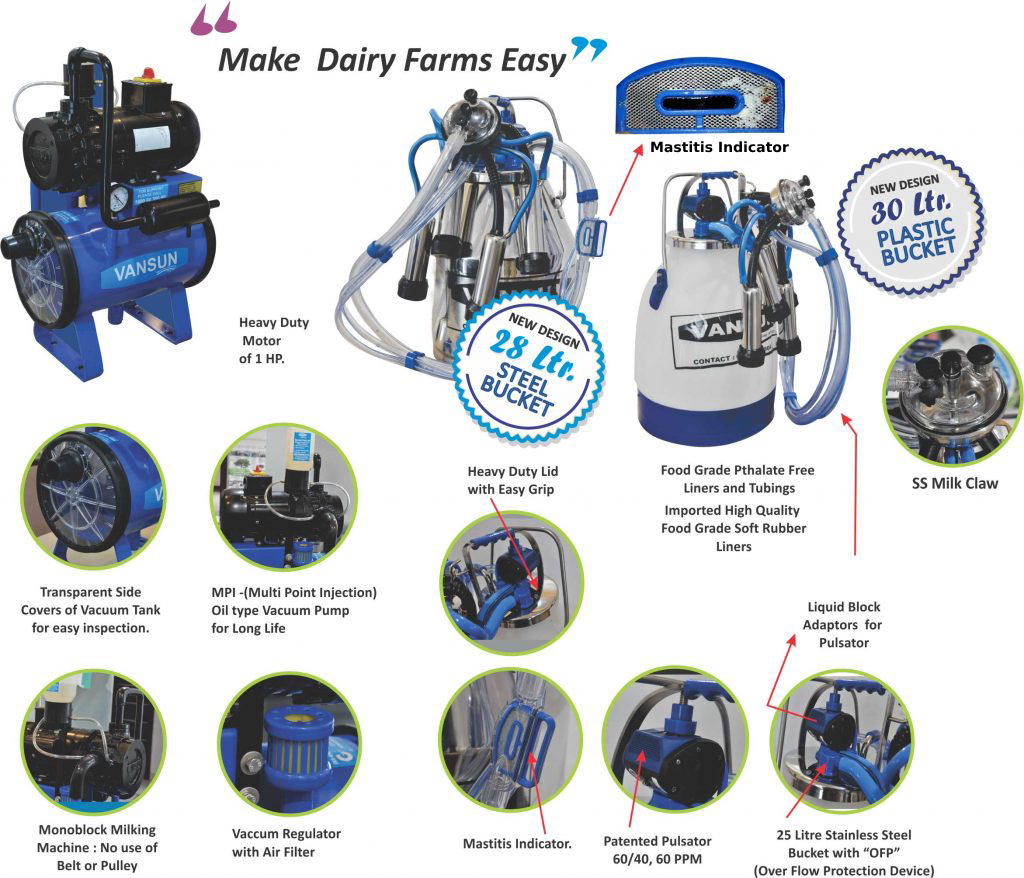 “ Make Dairy Farms Easy ”
Mastitis Indicator
NEW DESIGN
30 Ltr.
PLASTIC
BUCKET
VANSUN
Heavy Duty
Motor
of 1 HP.
NEW DESIGN
28 Ltr.
STEEL
BUCKET
VANSUN
CONTACT :
SS Milk Claw
Heavy Duty Lid
with Easy Grip
Food Grade Pthalate Free
Liners and Tubings
Imported High Quality
Food Grade Soft Rubber
Liners
Transparent Side
Covers of Vacuum Tank
for easy inspection.
MPI -(Multi Point Injection)
Oil type Vacuum Pump
for Long Life
Liquid Block
Adaptors for
Pulsator
Monoblock Milking
Machine : No use of
Belt or Pulley
Vaccum Regulator
with Air Filter
Mastitis Indicator.
Patented Pulsator
60/40, 60 PPM
25 Litre Stainless Steel
Bucket with “OFP”
(Over Flow Protection Device)